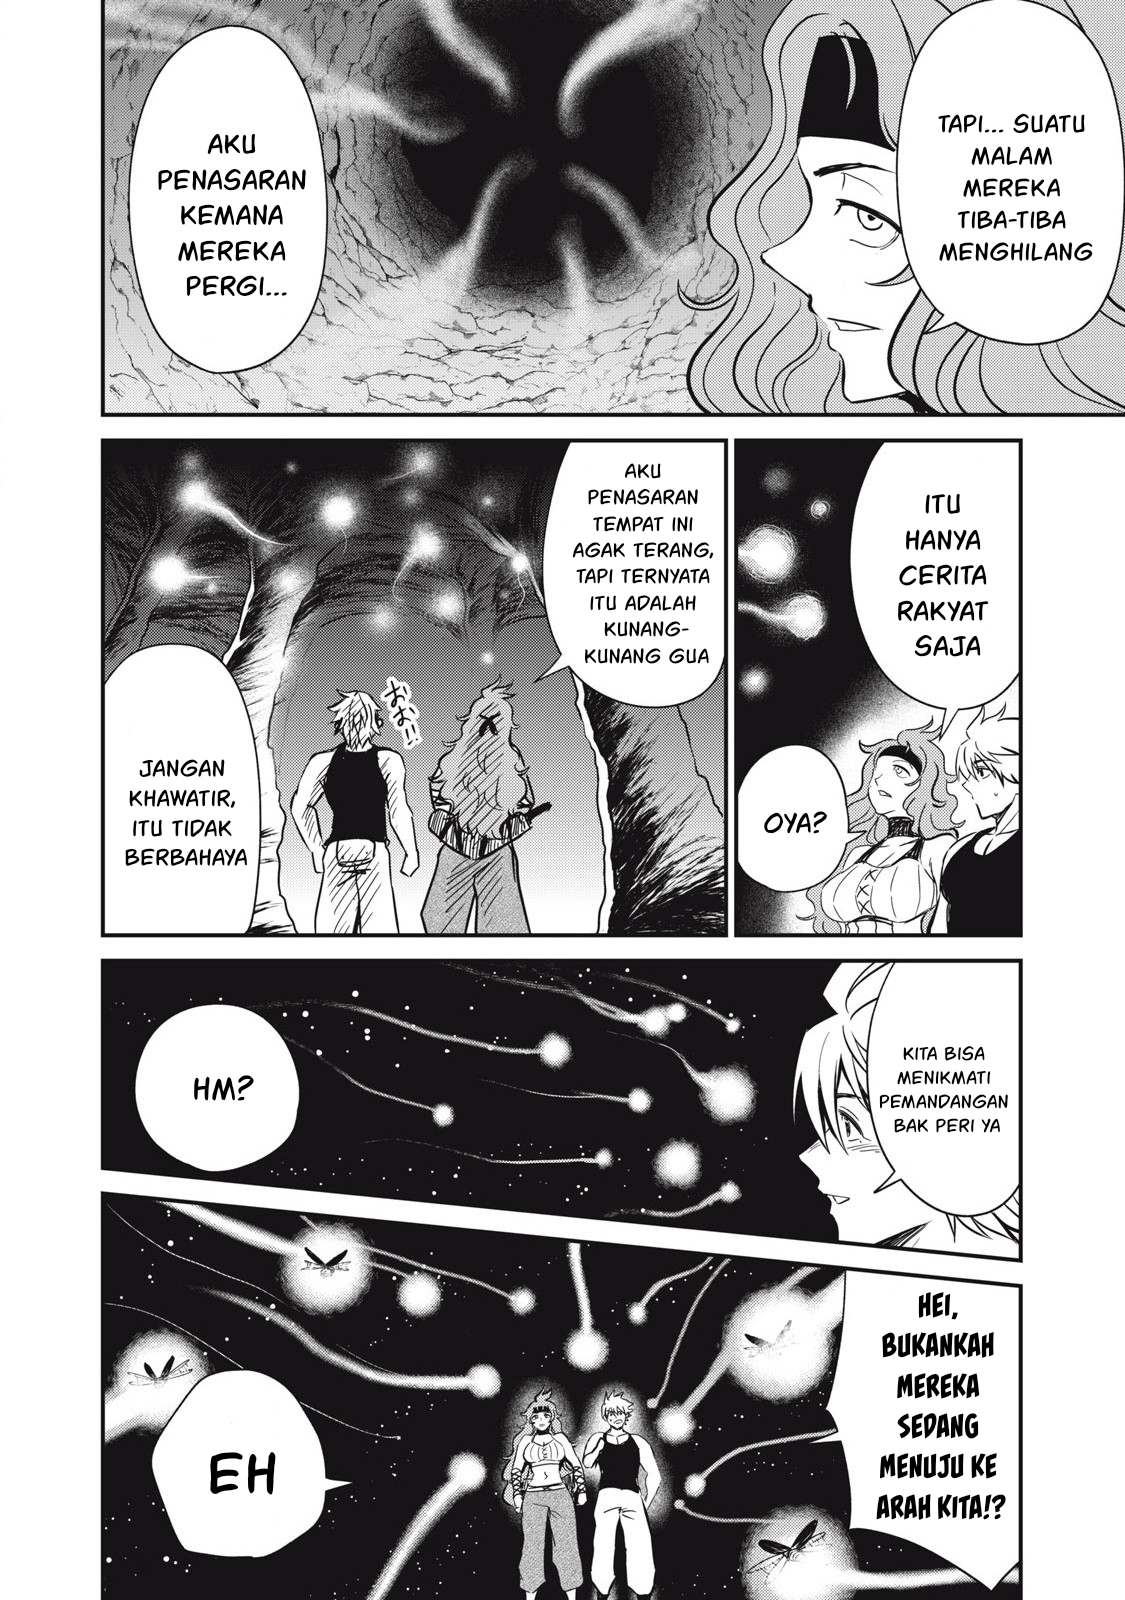 TAPI... SUATU
MALAM
MEREKA
TIBA-TIBA
MENGHILANG
AKU
PENASARAN
KEMANA
MEREKA
PERGI...
ITU
HANYA
CERITA
RAKYAT
SAJA
OYA?
AKU
PENASARAN
TEMPAT INI
AGAK TERANG,
TAPI TERNYATA
ITU ADALAH
KUNANG-
KUNANG GUA
おお!!
JANGAN
KHAWATIR,
ITU TIDAK
BERBAHAYA
KITA BISA
MENIKMATI
PEMANDANGAN
BAK PERI YA
HM?
HEI,
BUKANKAH
MEREKA
SEDANG
MENUJU KE
ARAH KITA!?
EH